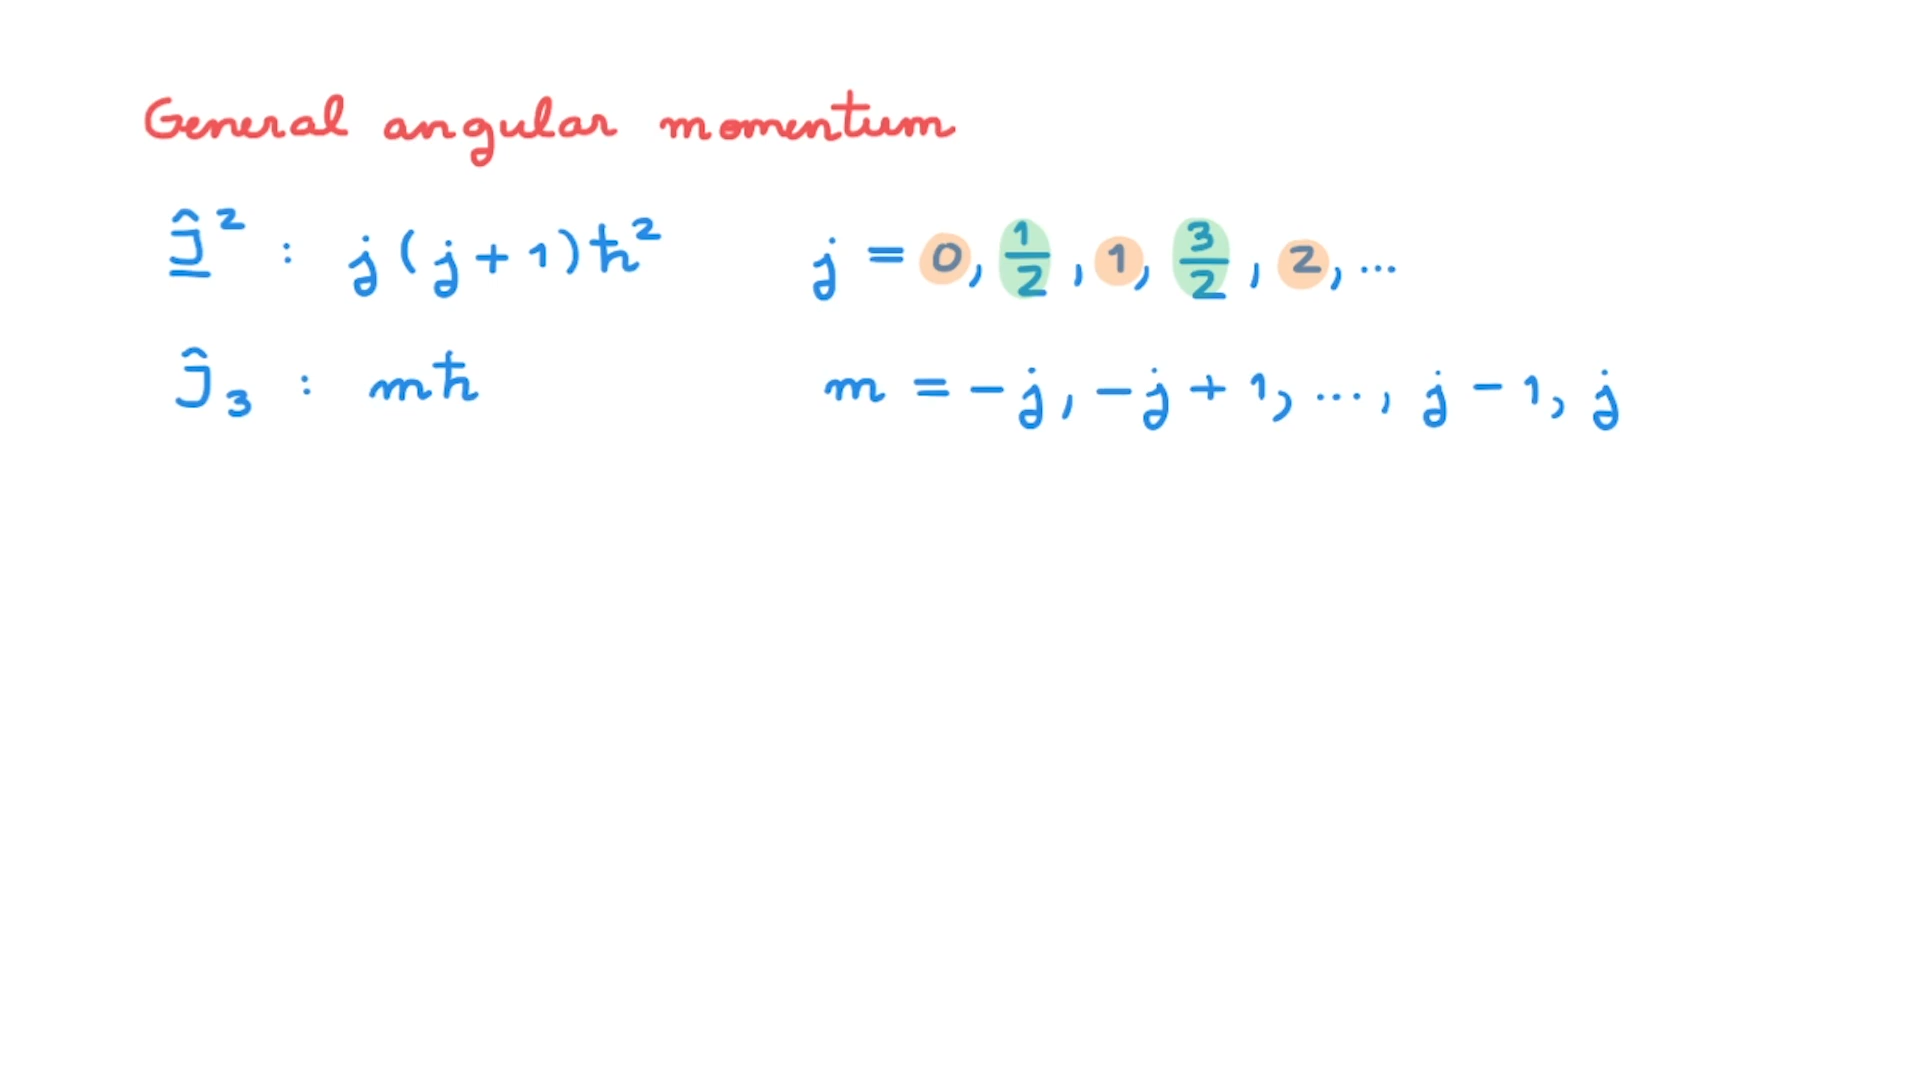 General angular momentum
Ĵ² : j(j+1)ħ² j = 0, 1/2, 1, 3/2, 2, ...
Ĵ₃ : mħ m = -j, -j+1, ..., j-1, j